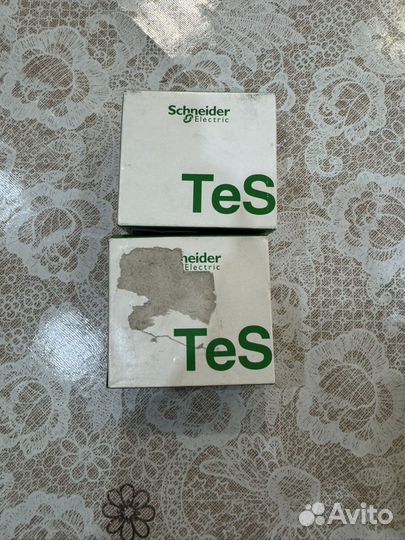 Schneider
Electric
TeS
neider
Electric
TeS
Avito